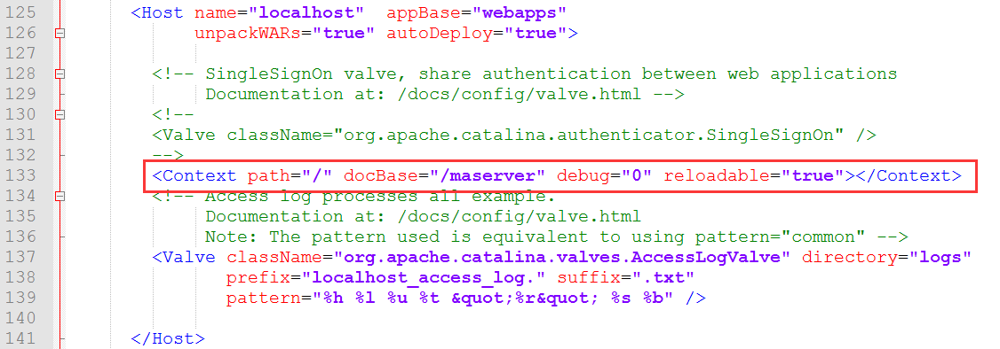 125 <Host name="localhost"  appBase="webapps"
126 unpackWARs="true" autoDeploy="true">
127
128 <!-- SingleSignOn valve, share authentication between web applications
129 Documentation at: /docs/config/valve.html -->
130 <!--
131 <Valve className="org.apache.catalina.authenticator.SingleSignOn" />
132 -->
133 <Context path="/" docBase="/maserver" debug="0" reloadable="true"></Context>
134 <!-- Access log processes all example.
135 Documentation at: /docs/config/valve.html
136 Note: The pattern used is equivalent to using pattern="common" -->
137 <Valve className="org.apache.catalina.valves.AccessLogValve" directory="logs"
138 prefix="localhost_access_log." suffix=".txt"
139 pattern="%h %l %u %t &quot;%r&quot; %s %b" />
140
141 </Host>